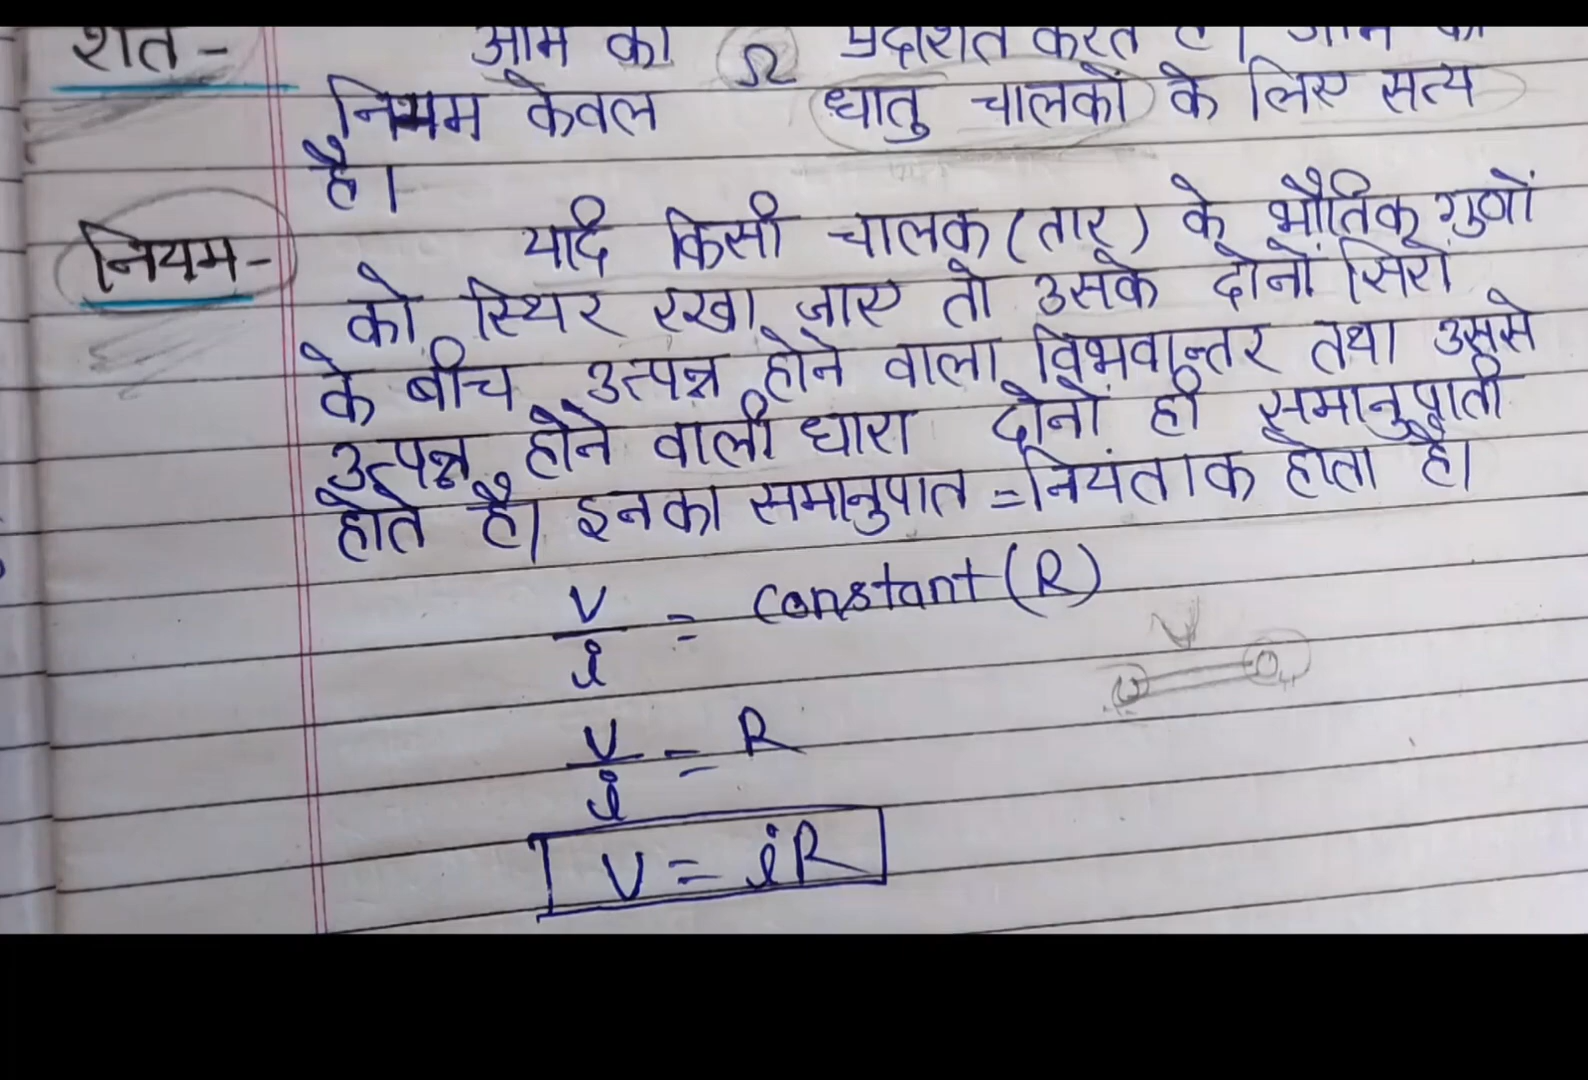 शर्त - ओम को Ω प्रदर्शित करते है। ओम का
नियम केवल धातु चालकों के लिए सत्य
है।
नियम- यदि किसी चालक (तार) के भौतिक गुणों
को स्थिर रखा जाए तो उसके दोनों सिरों
के बीच उत्पन्न होने वाला विभवान्तर तथा उससे
उत्पन्न होने वाली धारा दोनों ही समानुपाती
होते है। इनका समानुपात = नियंताक होता है।
V/i = constant (R)
V/i = R
V = iR
V